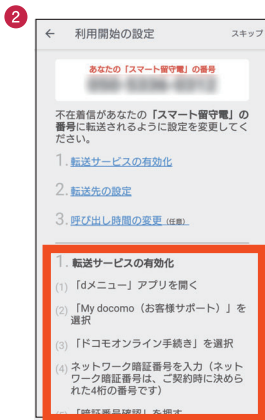 2
← 利用開始の設定 スキップ
あなたの「スマート留守電」の番号
不在着信があなたの「スマート留守電」の
番号に転送されるように設定を変更してく
ださい。
1. 転送サービスの有効化
2. 転送先の設定
3. 呼び出し時間の変更 (任意)
1. 転送サービスの有効化
(1) 「dメニュー」アプリを開く
(2) 「My docomo（お客様サポート）」を
選択
(3) 「ドコモオンライン手続き」を選択
(4) ネットワーク暗証番号を入力（ネット
ワーク暗証番号は、ご契約時に決めら
れた4桁の番号です）
「暗証番号確認」を押す